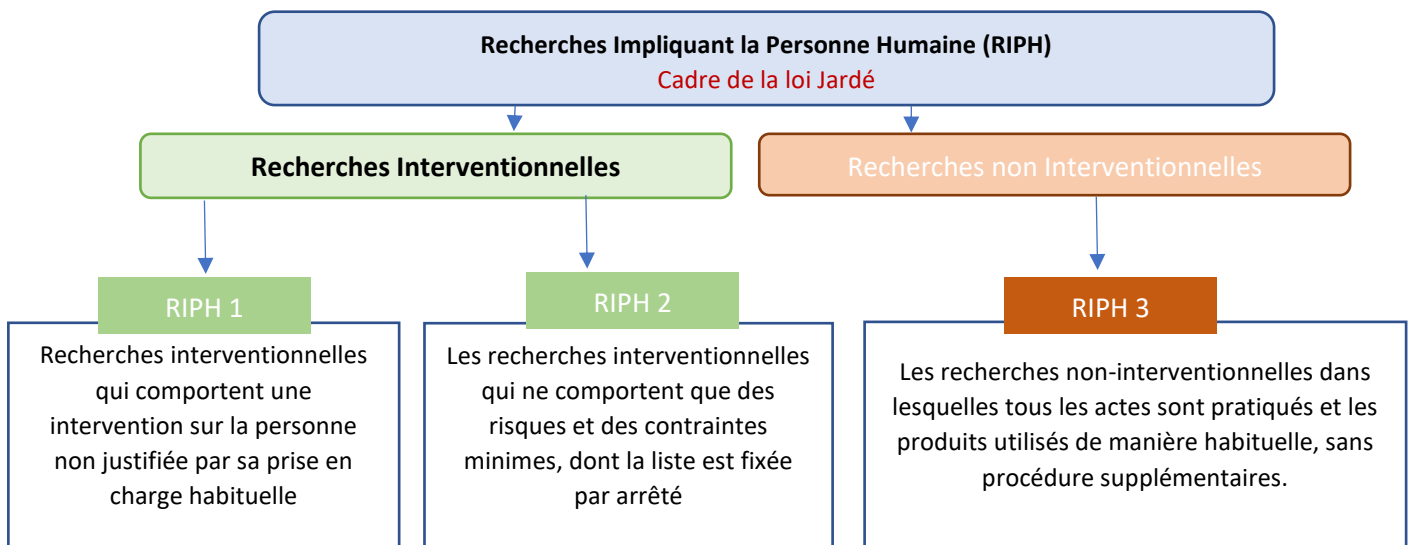 Recherches Impliquant la Personne Humaine (RIPH)
Cadre de la loi Jardé
Recherches Interventionnelles
Recherches non Interventionnelles
RIPH 1
Recherches interventionnelles
qui comportent une
intervention sur la personne
non justifiée par sa prise en
charge habituelle
RIPH 2
Les recherches interventionnelles
qui ne comportent que des
risques et des contraintes
minimes, dont la liste est fixée
par arrêté
RIPH 3
Les recherches non-interventionnelles dans
lesquelles tous les actes sont pratiqués et les
produits utilisés de manière habituelle, sans
procédure supplémentaires.